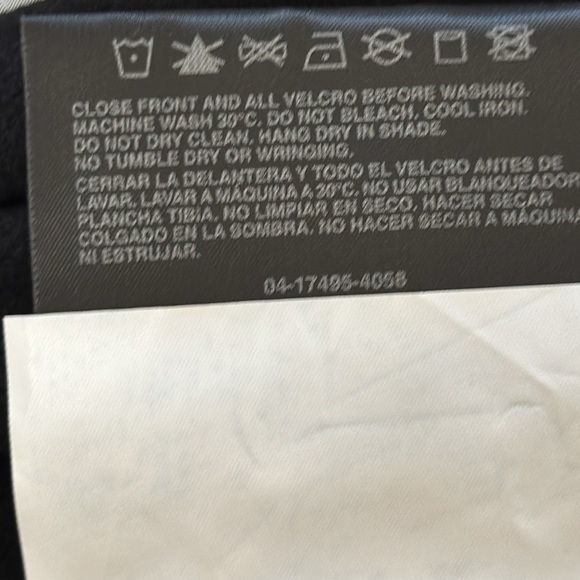 CLOSE FRONT AND ALL VELCRO BEFORE WASHING.
MACHINE WASH 30°C. DO NOT BLEACH. COOL IRON.
DO NOT DRY CLEAN. HANG DRY IN SHADE.
NO TUMBLE DRY OR WRINGING.
CERRAR LA DELANTERA Y TODO EL VELCRO ANTES DE
LAVAR. LAVAR A MÁQUINA A 30°C. NO USAR BLANQUEADOR
PLANCHA TIBIA. NO LIMPIAR EN SECO. HACER SECAR
COLGADO EN LA SOMBRA. NO HACER SECAR A MÁQUINA
NI ESTRUJAR.
04-17495-4058